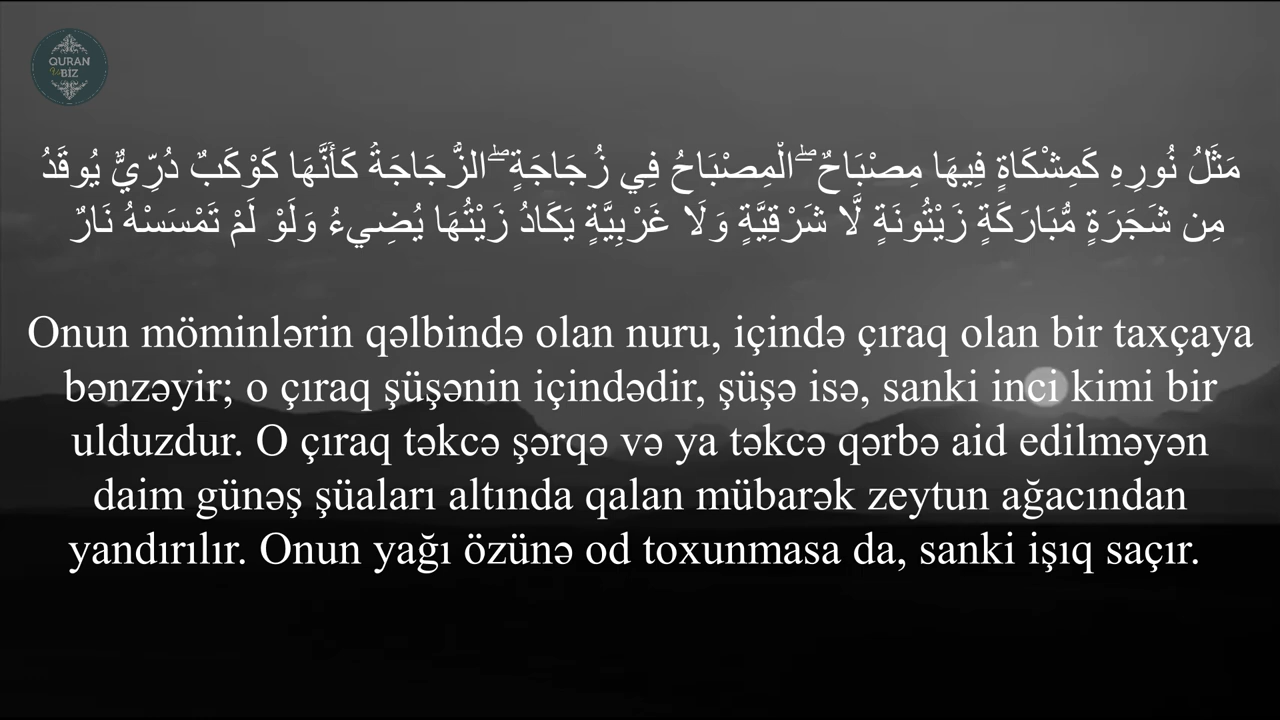 QURAN
və BİZ
مَثَلُ نُورِهِ كَمِشْكَاةٍ فِيهَا مِصْبَاحٌ ۖ الْمِصْبَاحُ فِي زُجَاجَةٍ ۖ الزُّجَاجَةُ كَأَنَّهَا كَوْكَبٌ دُرِّيٌّ يُوقَدُ
مِن شَجَرَةٍ مُّبَارَكَةٍ زَيْتُونَةٍ لَّا شَرْقِيَّةٍ وَلَا غَرْبِيَّةٍ يَكَادُ زَيْتُهَا يُضِيءُ وَلَوْ لَمْ تَمْسَسْهُ نَارٌ
Onun möminlərin qəlbində olan nuru, içində çıraq olan bir taxçaya
bənzəyir; o çıraq şüşənin içindədir, şüşə isə, sanki inci kimi bir
ulduzdur. O çıraq təkcə şərqə və ya təkcə qərbə aid edilməyən
daim günəş şüaları altında qalan mübarək zeytun ağacından
yandırılır. Onun yağı özünə od toxunmasa da, sanki işıq saçır.